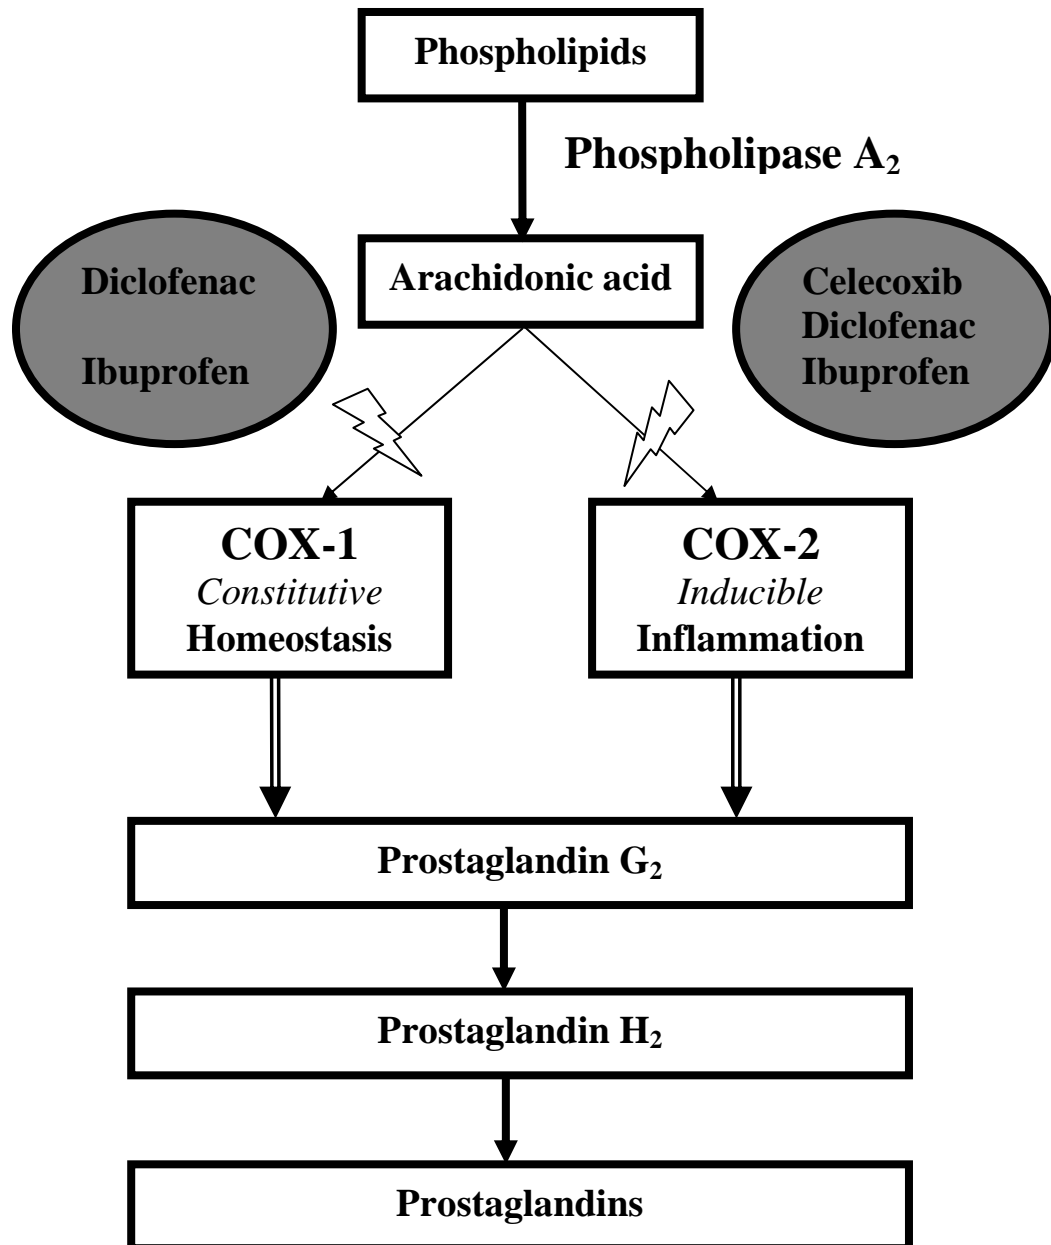 Phospholipids
Phospholipase A₂
Diclofenac
Ibuprofen
Arachidonic acid
Celecoxib
Diclofenac
Ibuprofen
COX-1
Constitutive
Homeostasis
COX-2
Inducible
Inflammation
Prostaglandin G₂
Prostaglandin H₂
Prostaglandins